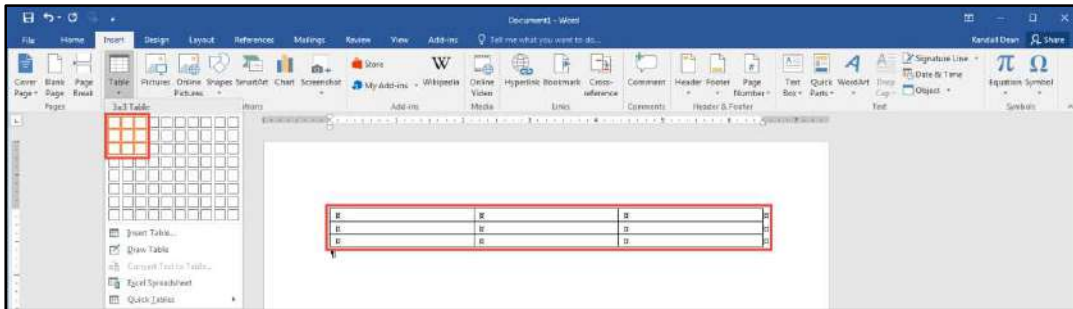 Document1 - Word
File Home Insert Design Layout References Mailings Review View Add-ins Tell me what you want to do... Kendall Dean Share
Cover Page Blank Page Page Break Table Pictures Online Pictures Shapes SmartArt Chart Screenshot Store My Add-ins Wikipedia Online Video Hyperlink Bookmark Cross-reference Comment Header Footer Page Number Text Box Quick Parts WordArt Drop Cap Signature Line Date & Time Object Equation Symbol
Pages 3x3 Table Add-ins Media Links Comments Header & Footer Text Symbols
Insert Table...
Draw Table
Convert Text to Table...
Excel Spreadsheet
Quick Tables